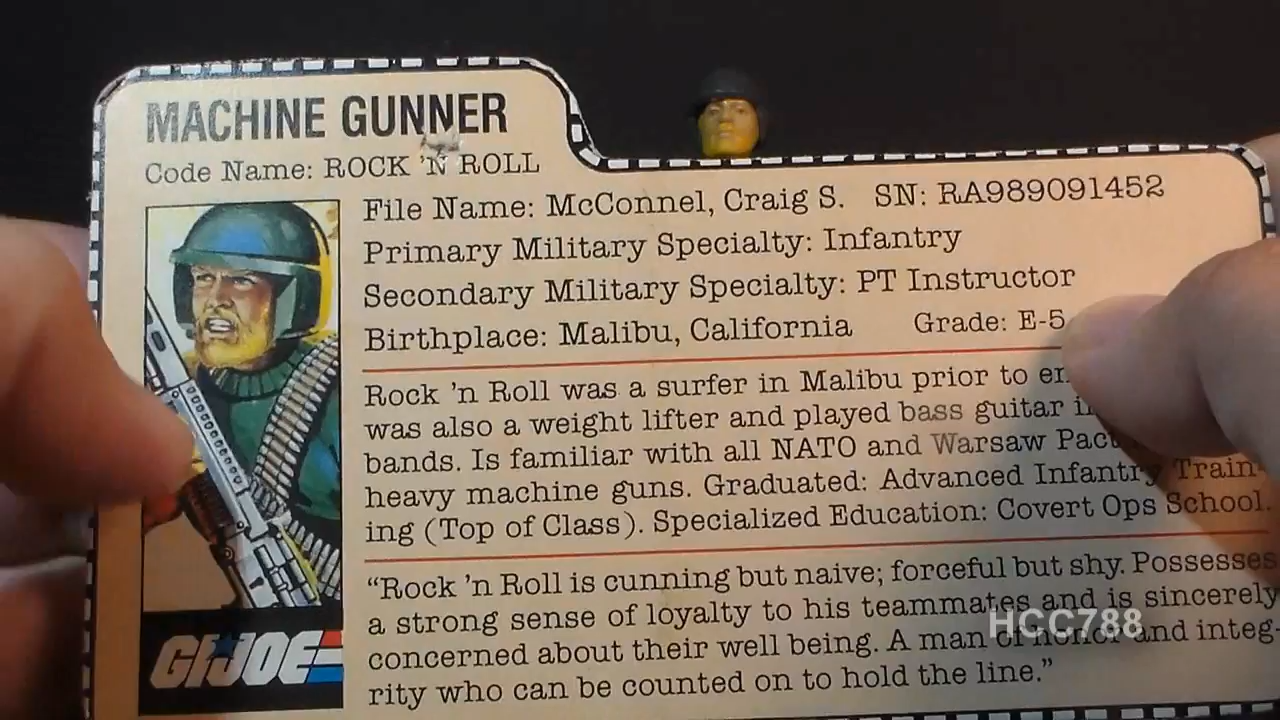 MACHINE GUNNER
Code Name: ROCK 'N ROLL
File Name: McConnel, Craig S. SN: RA989091452
Primary Military Specialty: Infantry
Secondary Military Specialty: PT Instructor
Birthplace: Malibu, California Grade: E-5
Rock 'n Roll was a surfer in Malibu prior to
was also a weight lifter and played bass guitar
bands. Is familiar with all NATO and Warsaw Pact
heavy machine guns. Graduated: Advanced Infantry Train-
ing (Top of Class). Specialized Education: Covert Ops School.
"Rock 'n Roll is cunning but naive; forceful but shy. Possesses
a strong sense of loyalty to his teammates and is sincerely
concerned about their well being. A man of honor and integ-
rity who can be counted on to hold the line."
GI JOE
HCC788